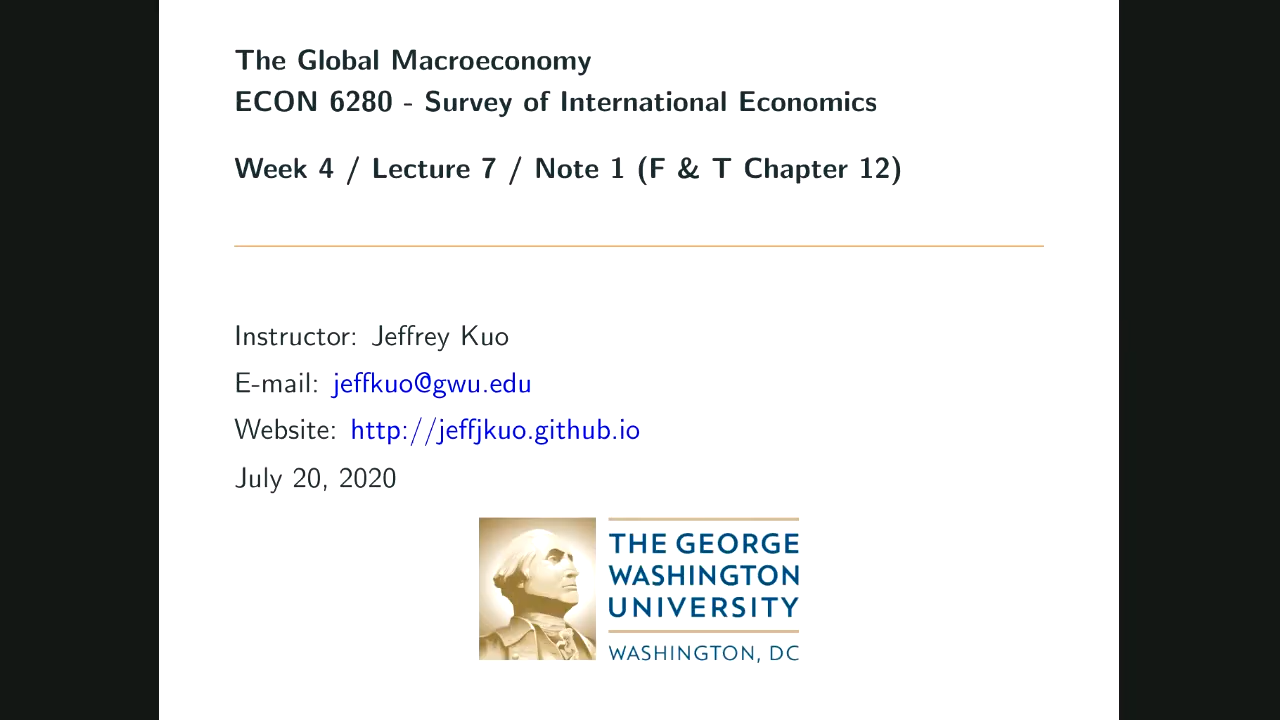 The Global Macroeconomy
ECON 6280 - Survey of International Economics
Week 4 / Lecture 7 / Note 1 (F & T Chapter 12)
Instructor: Jeffrey Kuo
E-mail: jeffkuo@gwu.edu
Website: http://jeffjkuo.github.io
July 20, 2020
THE GEORGE
WASHINGTON
UNIVERSITY
WASHINGTON, DC